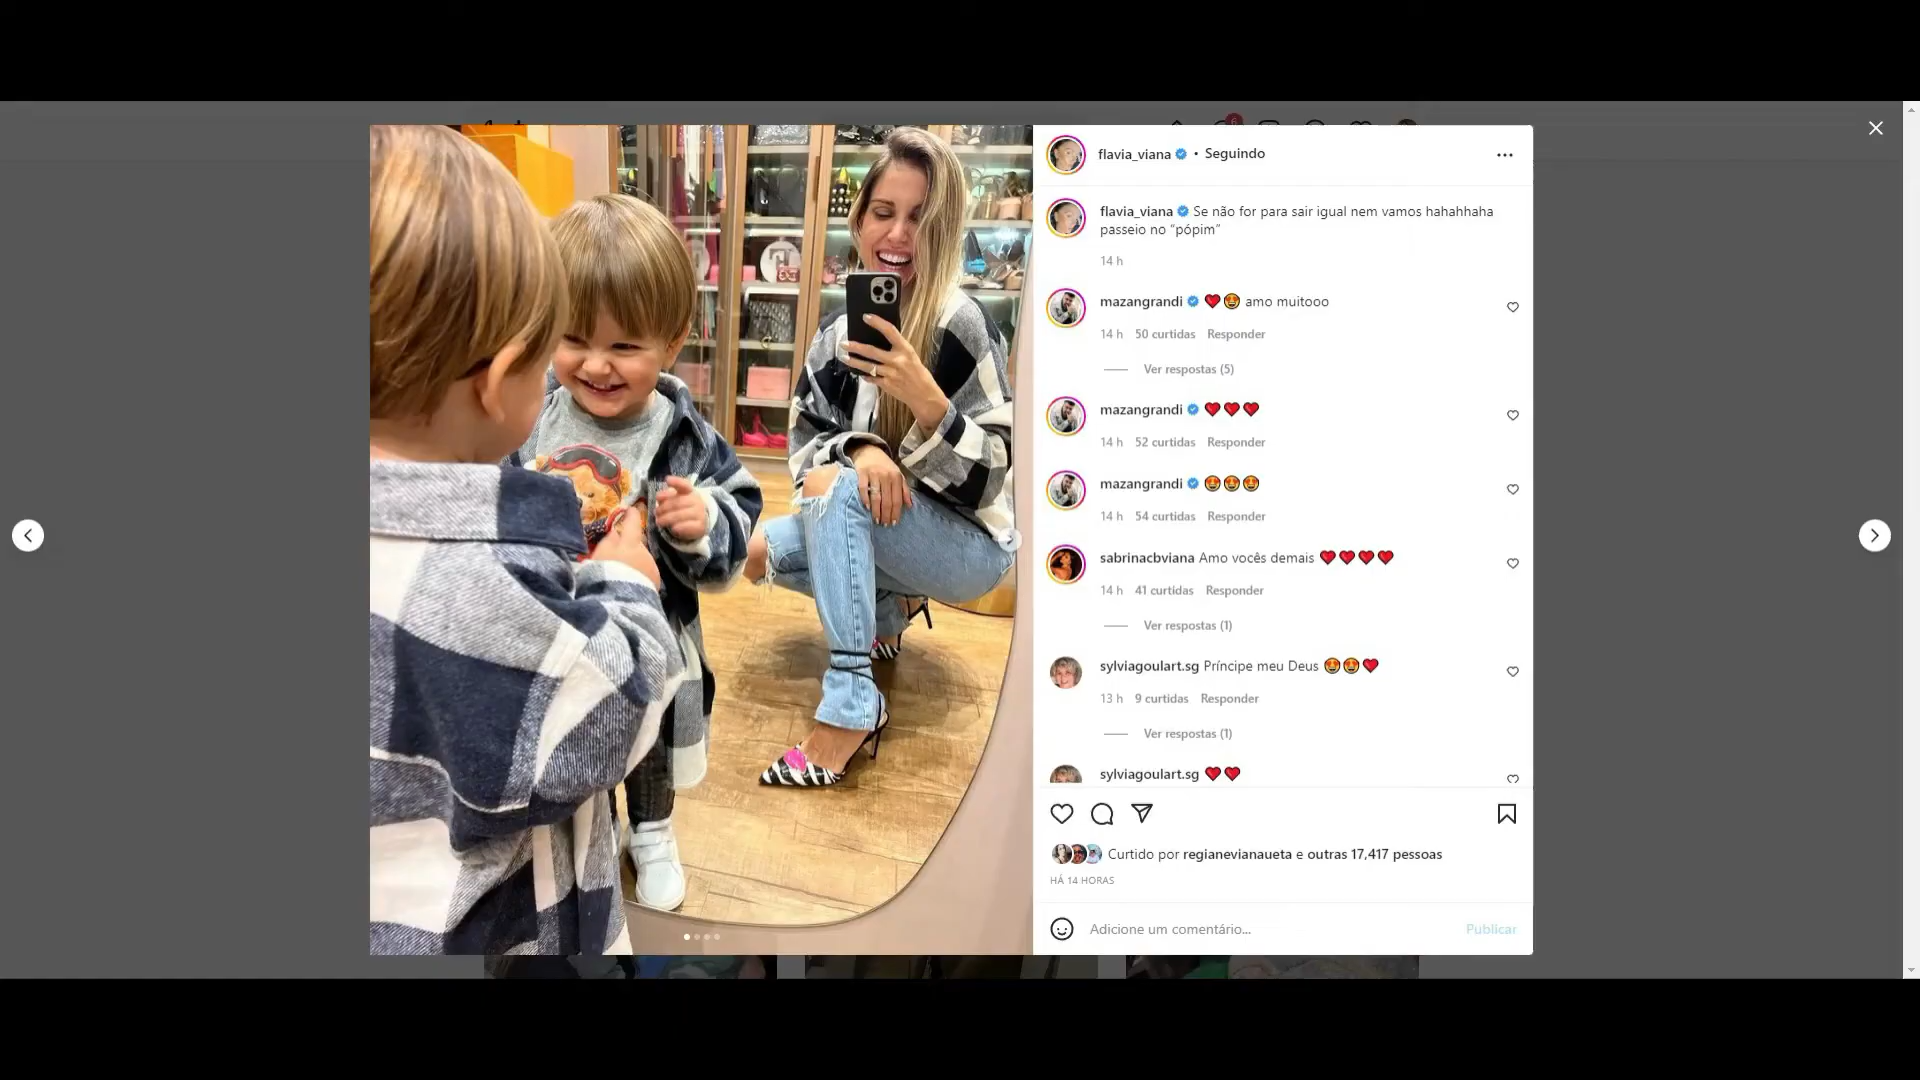 flavia_viana • Seguindo
flavia_viana Se não for para sair igual nem vamos hahahhaha
passeio no “pópim”
14 h
mazangrandi ❤️🤩 amo muitooo
14 h 50 curtidas Responder
Ver respostas (5)
mazangrandi ❤️❤️❤️
14 h 52 curtidas Responder
mazangrandi 🤩🤩🤩
14 h 54 curtidas Responder
sabrinacbviana Amo vocês demais ❤️❤️❤️❤️
14 h 41 curtidas Responder
Ver respostas (1)
sylviagoulart.sg Príncipe meu Deus 🤩🤩❤️
13 h 9 curtidas Responder
Ver respostas (1)
sylviagoulart.sg ❤️❤️
Curtido por regianevianaueta e outras 17,417 pessoas
HÁ 14 HORAS
Adicione um comentário...
Publicar